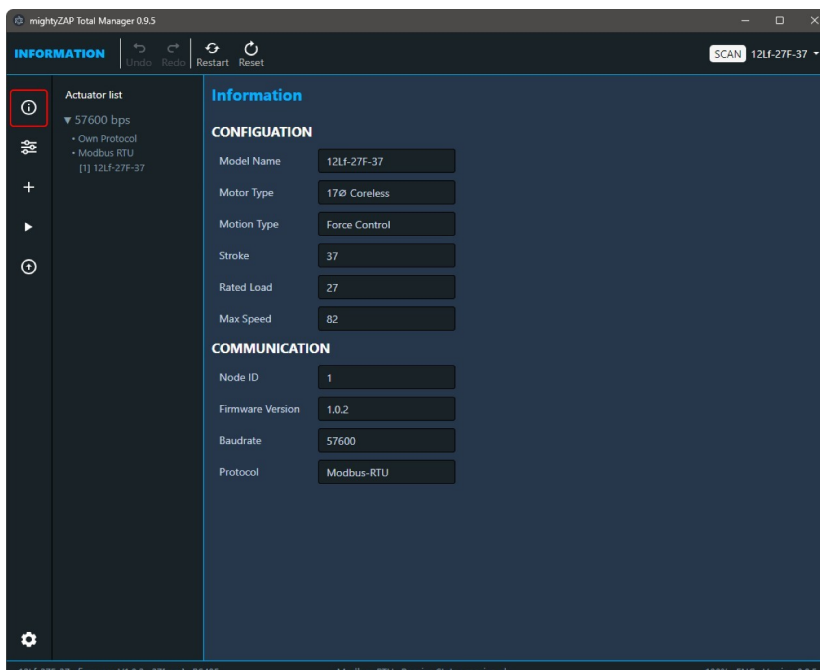 mightyZAP Total Manager 0.9.5
INFORMATION
Undo Redo Restart Reset
SCAN 12Lf-27F-37
Actuator list
▼ 57600 bps
• Own Protocol
• Modbus RTU
[1] 12Lf-27F-37
Information
CONFIGUATION
Model Name 12Lf-27F-37
Motor Type 17Ø Coreless
Motion Type Force Control
Stroke 37
Rated Load 27
Max Speed 82
COMMUNICATION
Node ID 1
Firmware Version 1.0.2
Baudrate 57600
Protocol Modbus-RTU